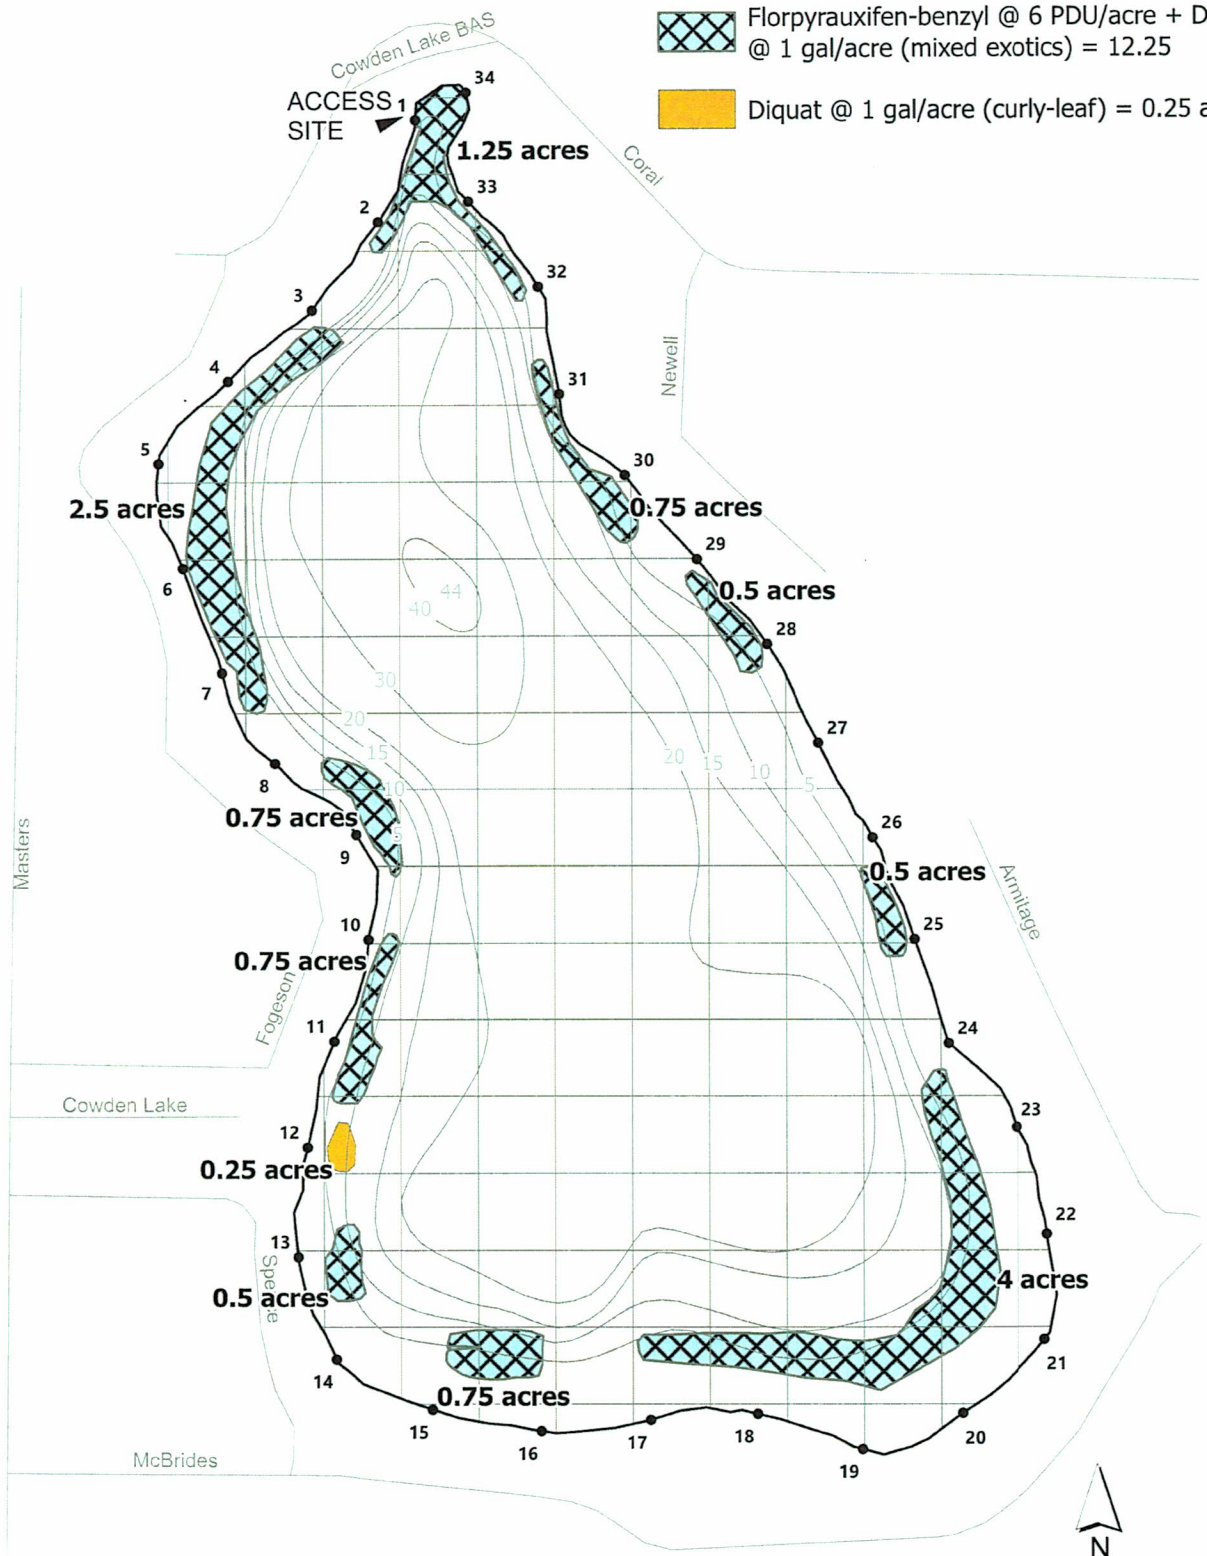 Florpyrauxifen-benzyl @ 6 PDU/acre + D
@ 1 gal/acre (mixed exotics) = 12.25
Diquat @ 1 gal/acre (curly-leaf) = 0.25 a
Cowden Lake BAS
34
ACCESS
SITE
1
1.25 acres
Coral
33
2
32
3
Newell
4
31
5
30
2.5 acres
0.75 acres
29
6
0.5 acres
44
40
28
7
30
20
27
15
20
15
10
5
8
10
0.75 acres
5
26
9
Masters
0.5 acres
Armitage
10
25
0.75 acres
Fogeson
11
24
Cowden Lake
23
12
0.25 acres
22
13
4 acres
0.5 acres
21
14
0.75 acres
15
16
17
18
19
20
McBrides
N